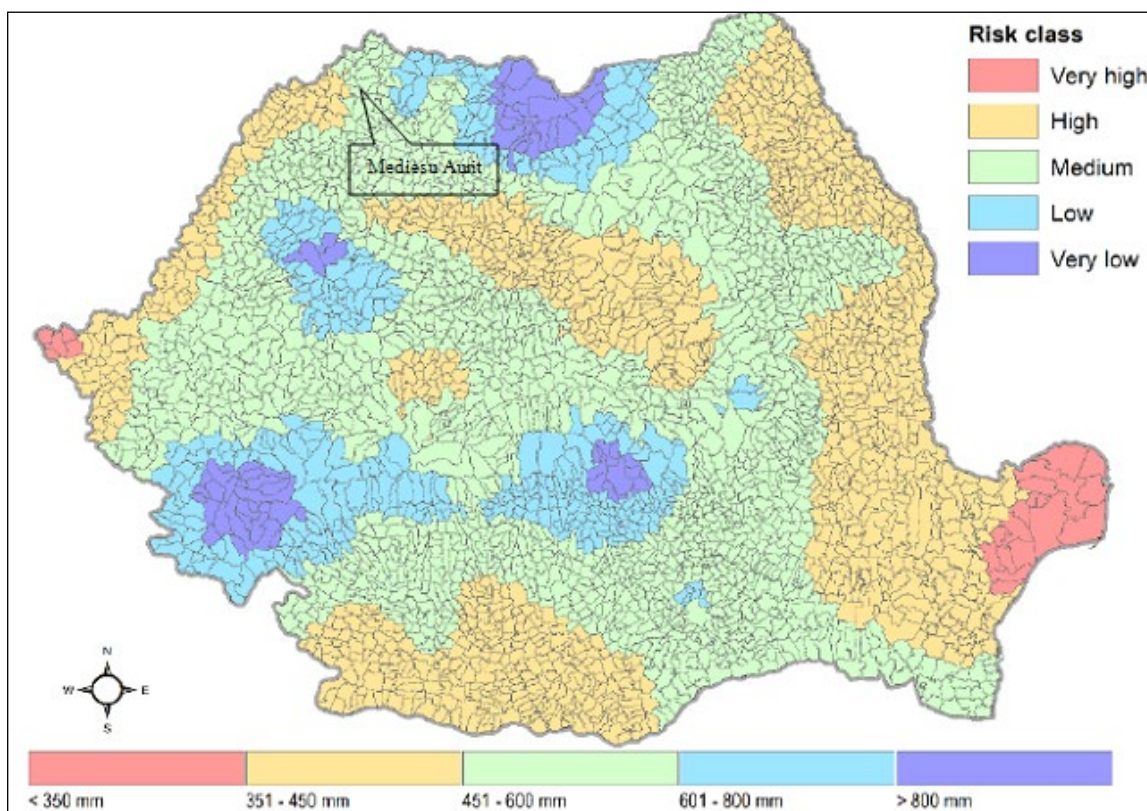 Risk class
Very high
High
Medium
Low
Very low
Mediesu Aurit
N
W E
S
< 350 mm 351 - 450 mm 451 - 600 mm 601 - 800 mm > 800 mm